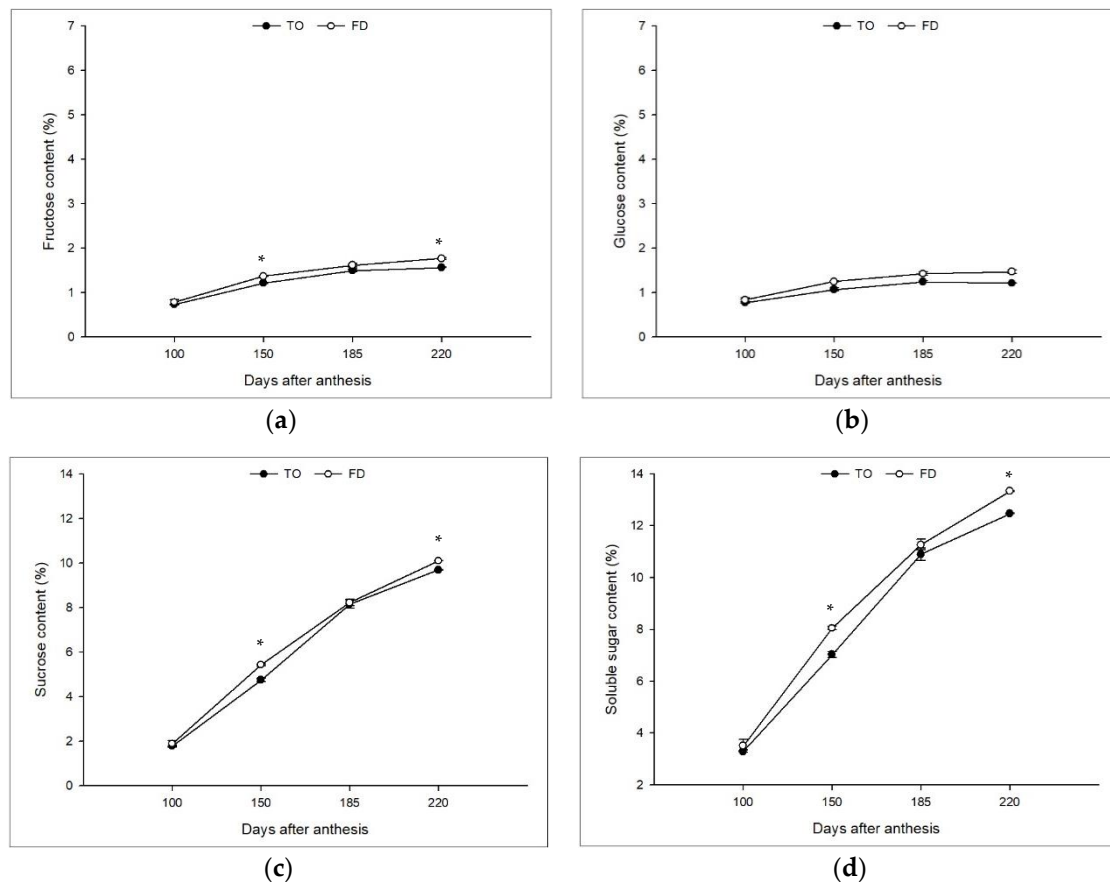 TO FD
7
6
5
4
3
2
1
0
Fructose content (%)
*
*
100 150 185 220
Days after anthesis
(a)
TO FD
7
6
5
4
3
2
1
0
Glucose content (%)
100 150 185 220
Days after anthesis
(b)
TO FD
14
12
10
8
6
4
2
0
Sucrose content (%)
*
*
100 150 185 220
Days after anthesis
(c)
TO FD
14
12
10
8
6
4
2
Soluble sugar content (%)
*
*
100 150 185 220
Days after anthesis
(d)